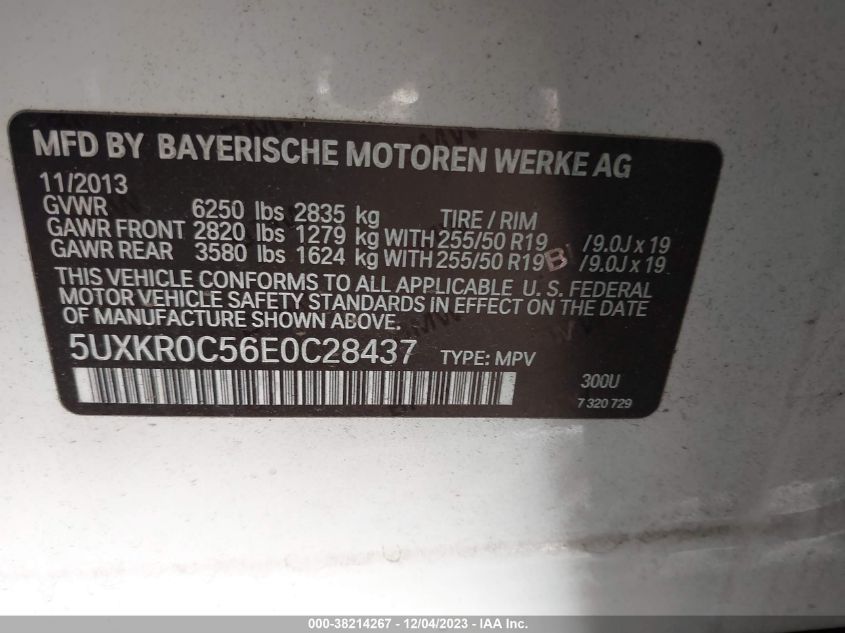 MFD BY BAYERISCHE MOTOREN WERKE AG
11/2013
GVWR 6250 lbs 2835 kg TIRE / RIM
GAWR FRONT 2820 lbs 1279 kg WITH 255/50 R19 /9.0J x 19
GAWR REAR 3580 lbs 1624 kg WITH 255/50 R19 /9.0J x 19
THIS VEHICLE CONFORMS TO ALL APPLICABLE U. S. FEDERAL
MOTOR VEHICLE SAFETY STANDARDS IN EFFECT ON THE DATE
OF MANUFACTURE SHOWN ABOVE.
5UXKR0C56E0C28437 TYPE: MPV
300U
7 320 729
000-38214267 - 12/04/2023 - IAA Inc.